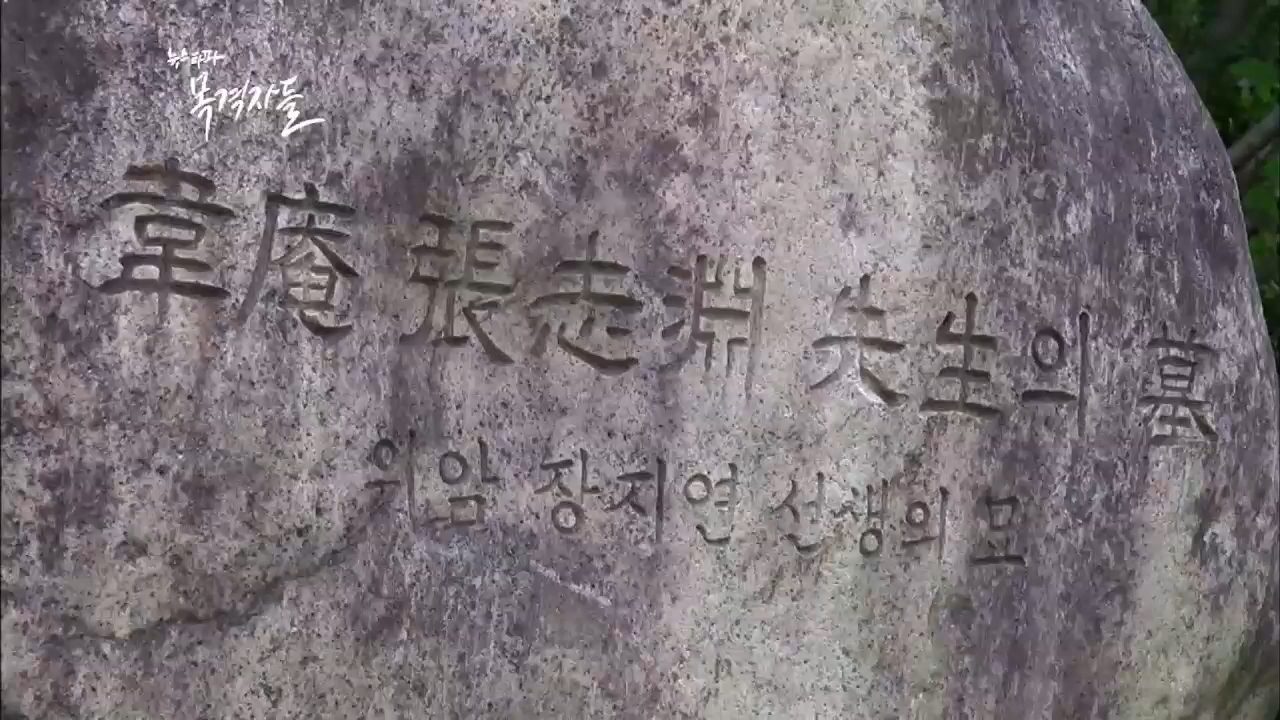 뉴스타파
목격자들
韋庵 張志淵 先生의 墓
위암 장지연 선생의 묘